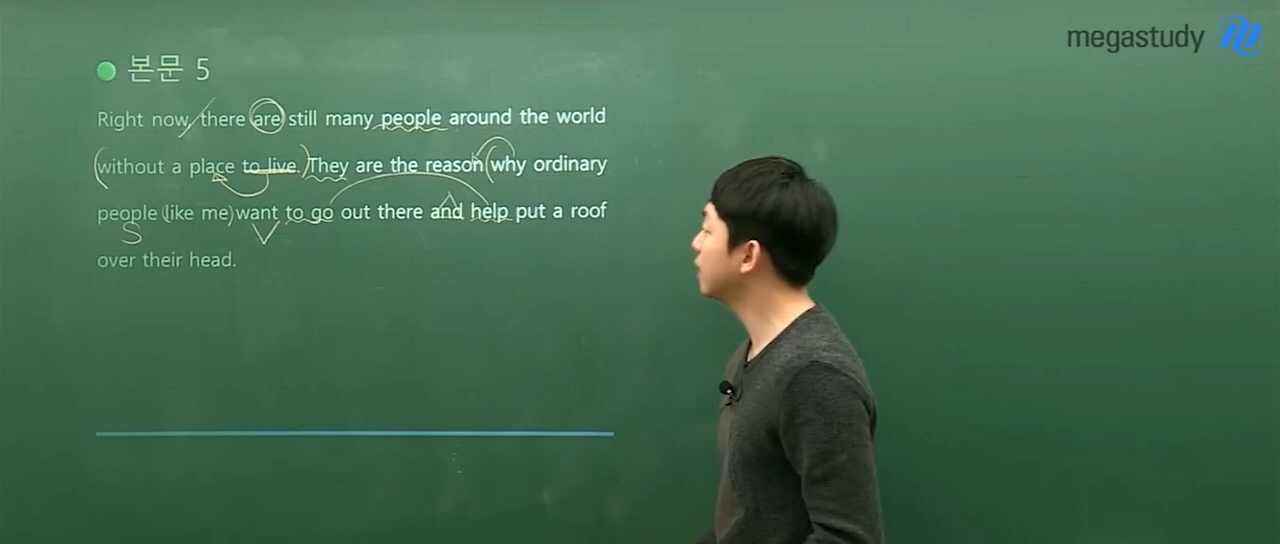 megastudy
본문 5
Right now, there are still many people around the world
without a place to live. They are the reason why ordinary
people like me want to go out there and help put a roof
S
V
over their head.